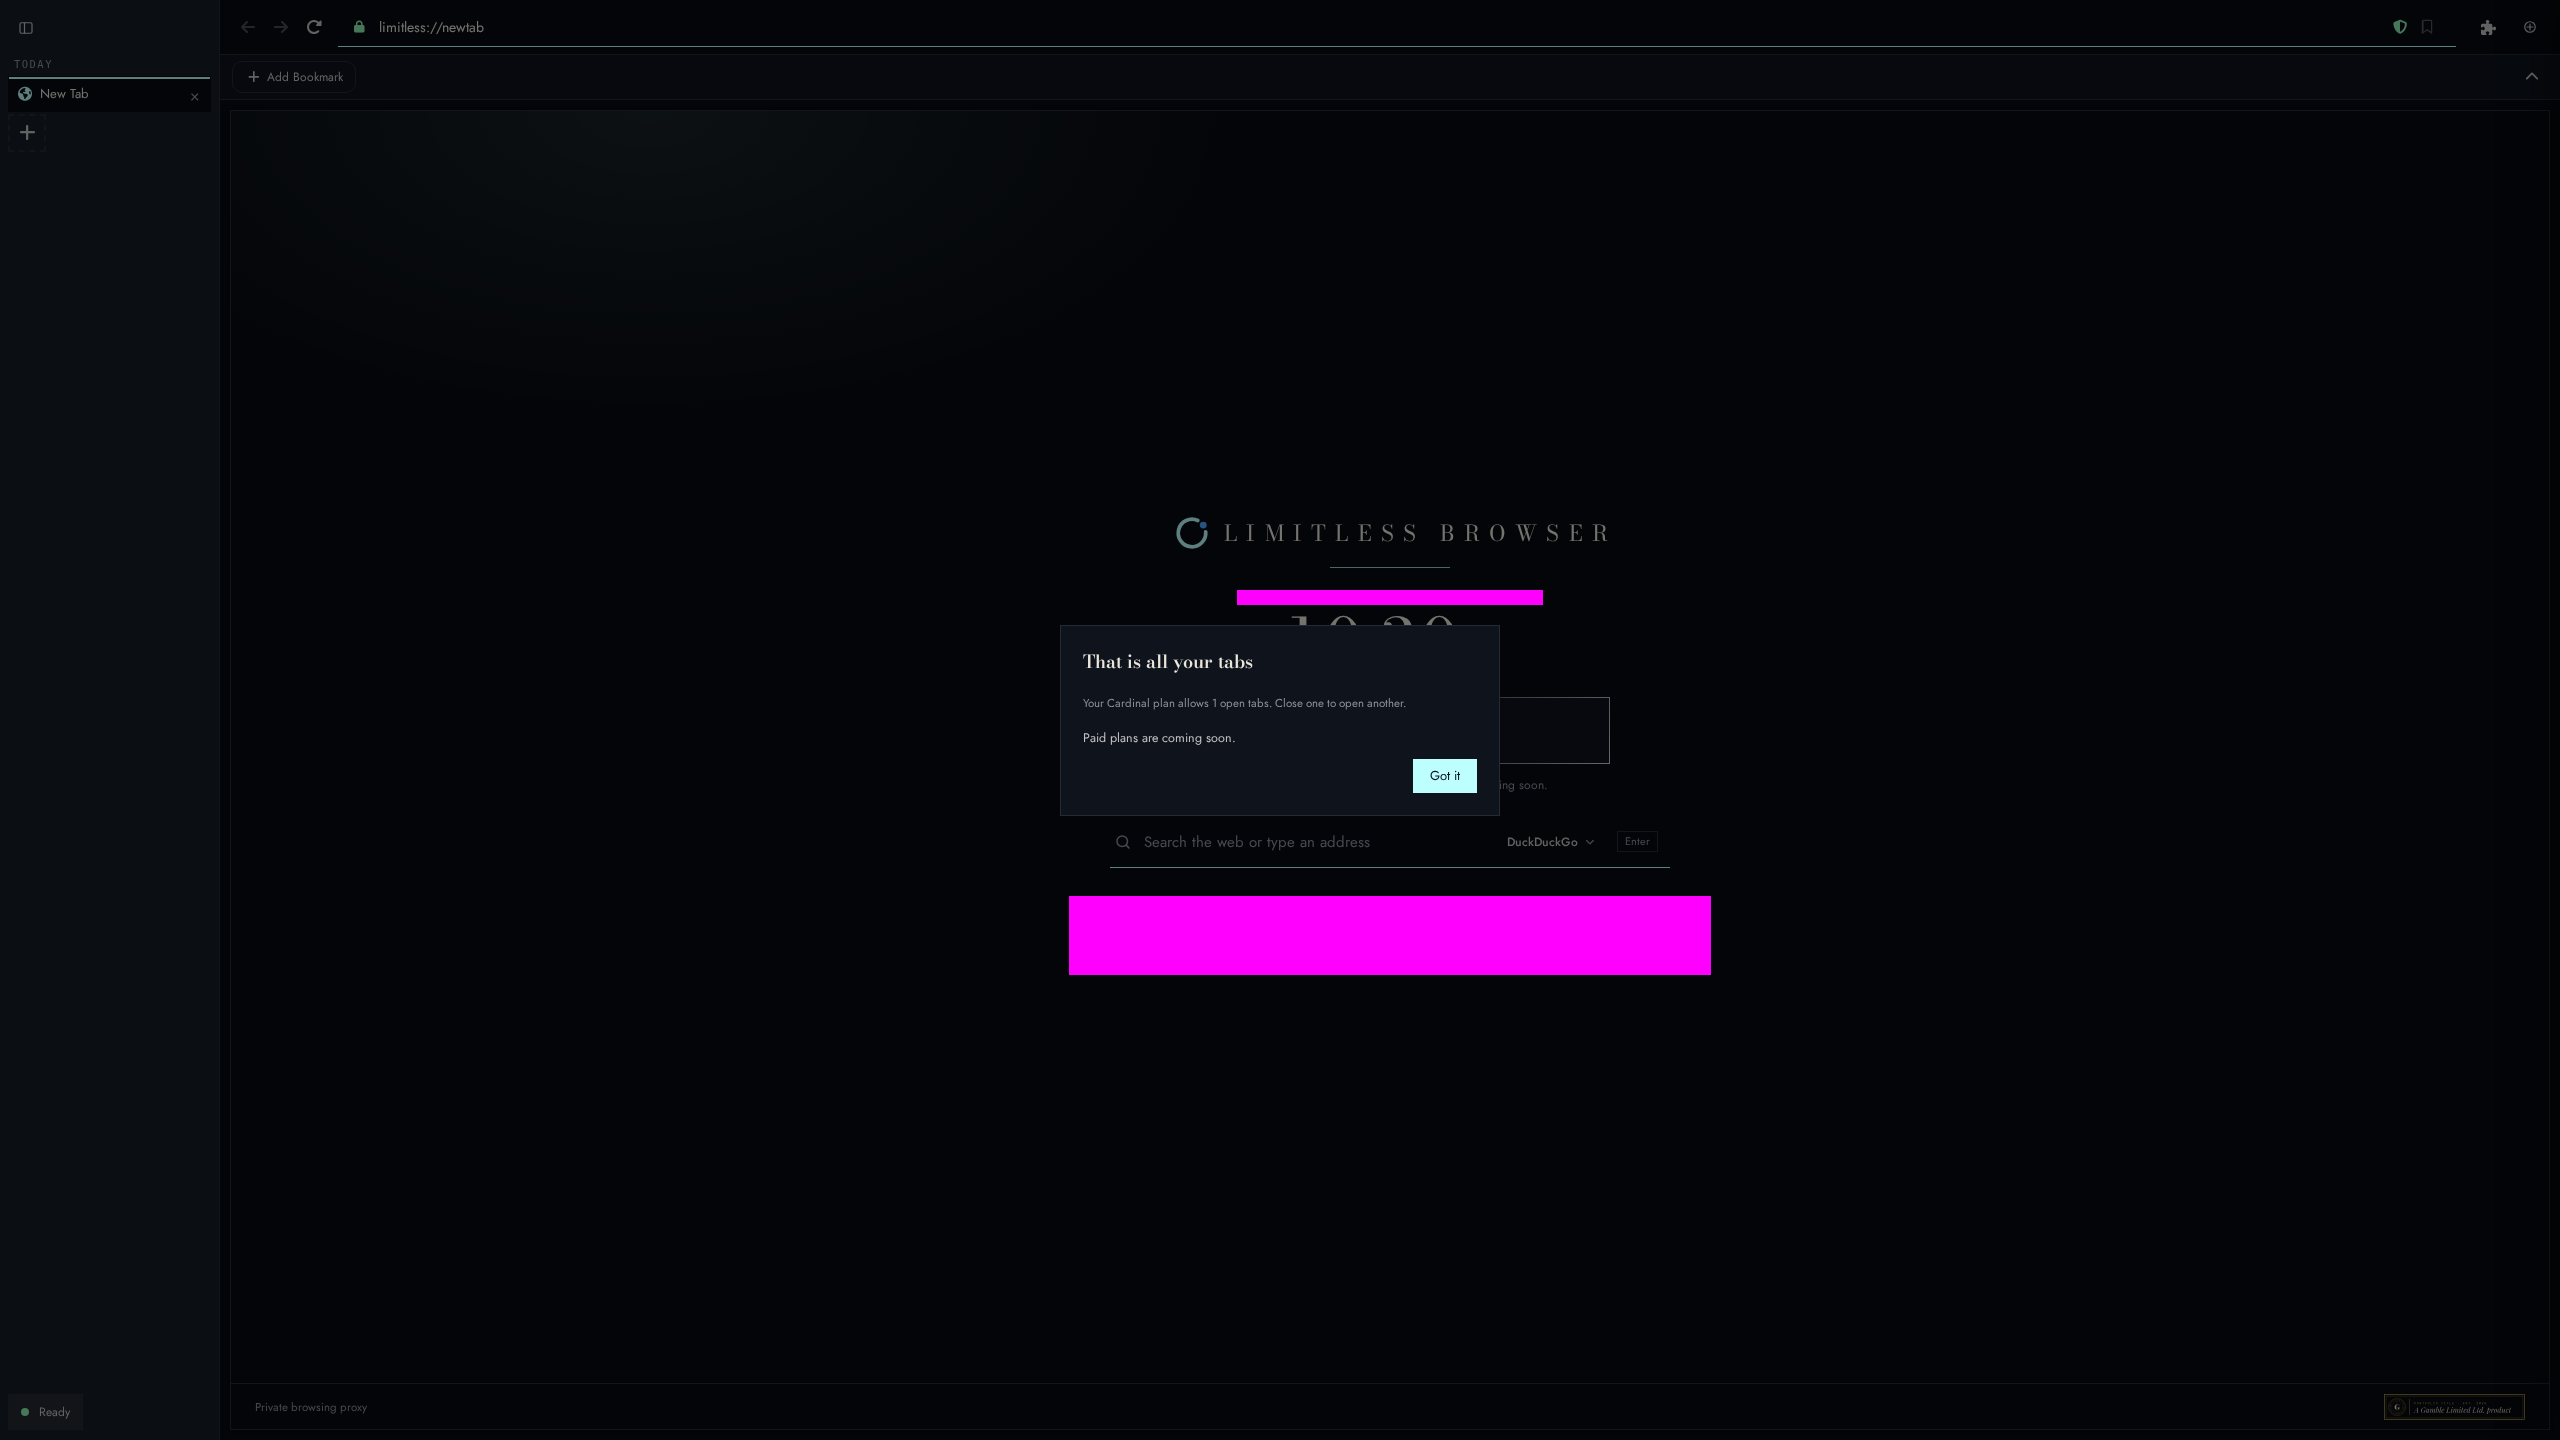 limitless://newtab
TODAY
New Tab
Add Bookmark
LIMITLESS BROWSER
That is all your tabs
Your Cardinal plan allows 1 open tabs. Close one to open another.
Paid plans are coming soon.
Got it
ing soon.
Search the web or type an address
DuckDuckGo
Enter
Ready
Private browsing proxy
G
A Gamble Limited Ltd. product